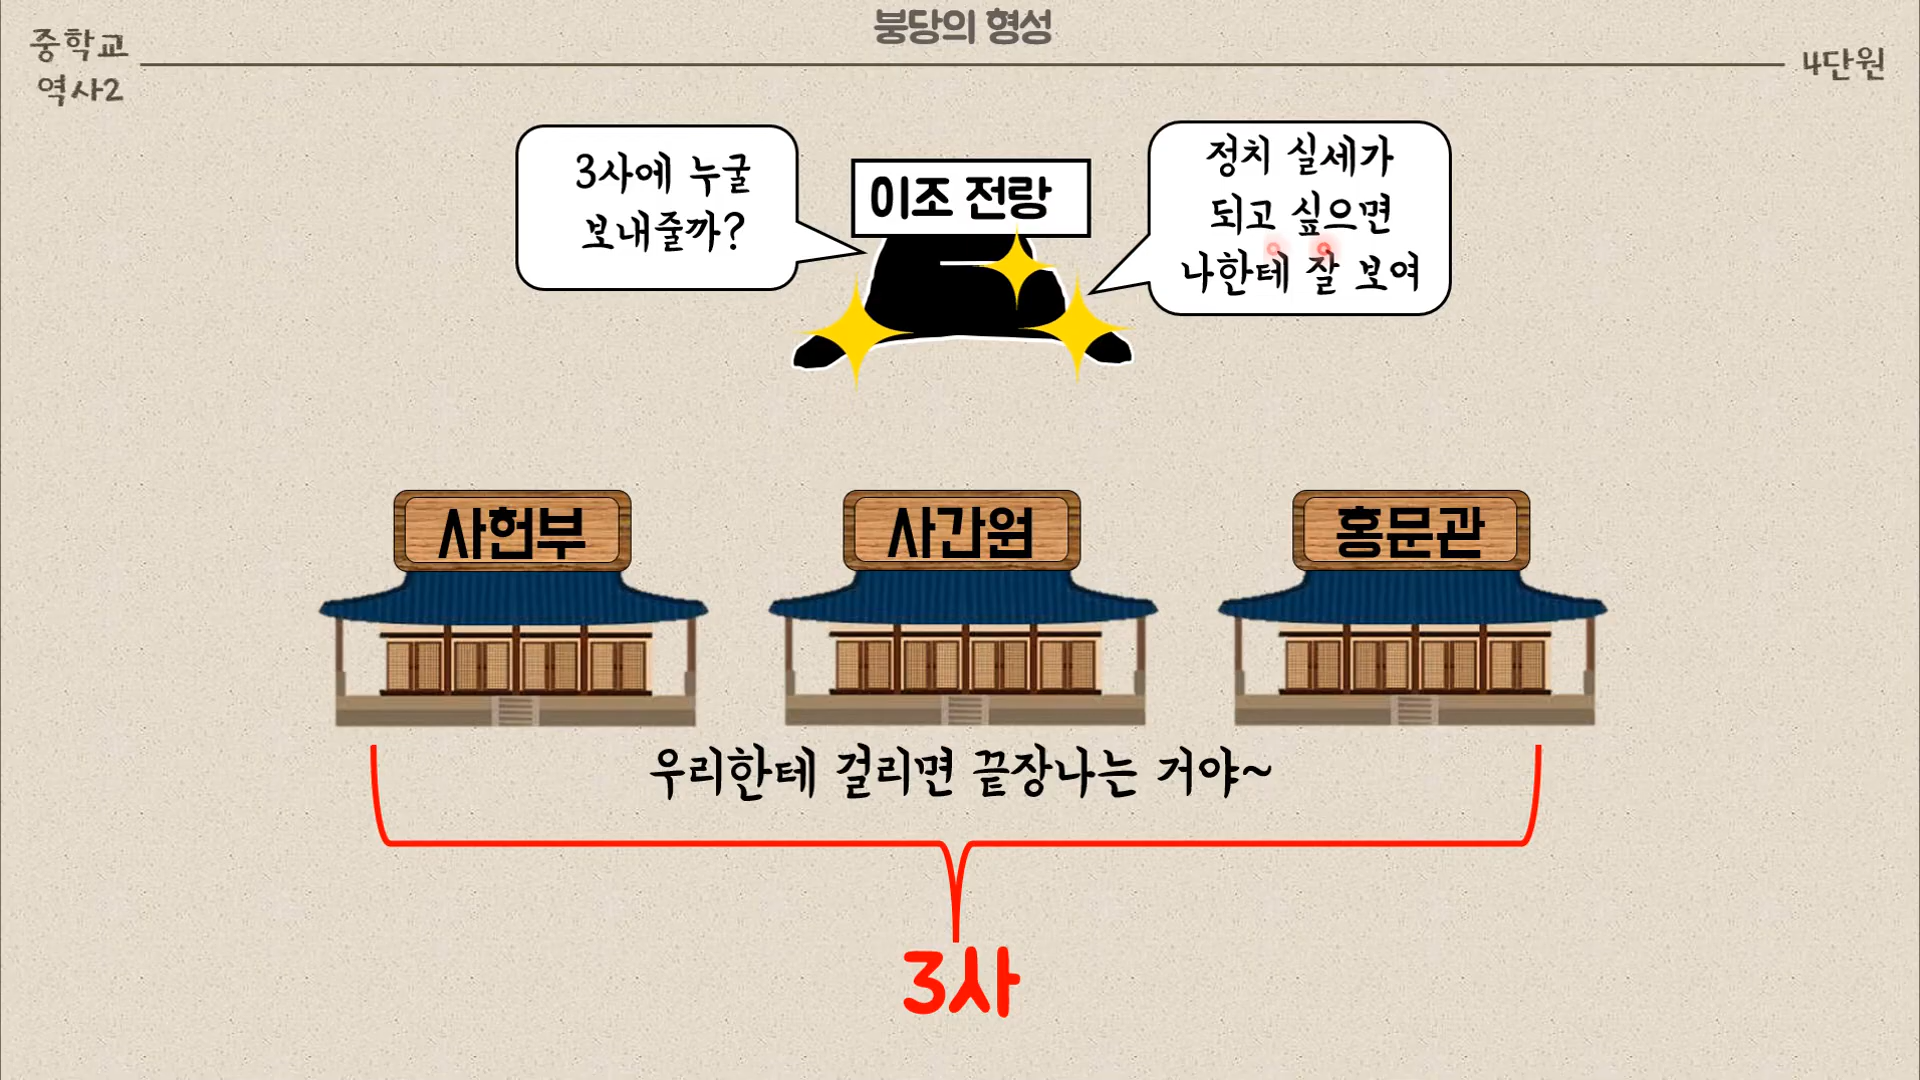 붕당의 형성
중학교
역사2
4단원
3사에 누굴
보내줄까?
이조 전랑
정치 실세가
되고 싶으면
나한테 잘 보여
사헌부
사간원
홍문관
우리한테 걸리면 끝장나는 거야~
3사